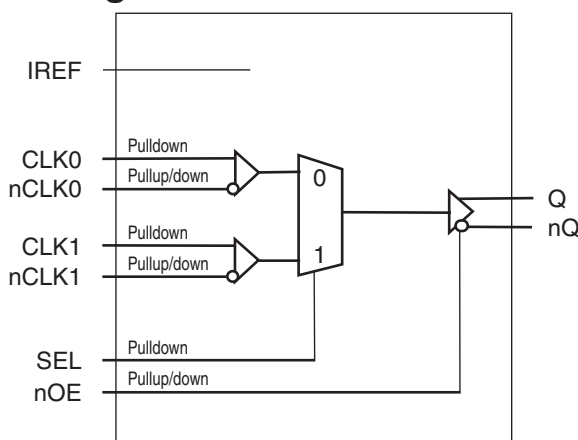 IREF
CLK0 Pulldown
nCLK0 Pullup/down
0
CLK1 Pulldown
nCLK1 Pullup/down
1
Q
nQ
SEL Pulldown
nOE Pullup/down